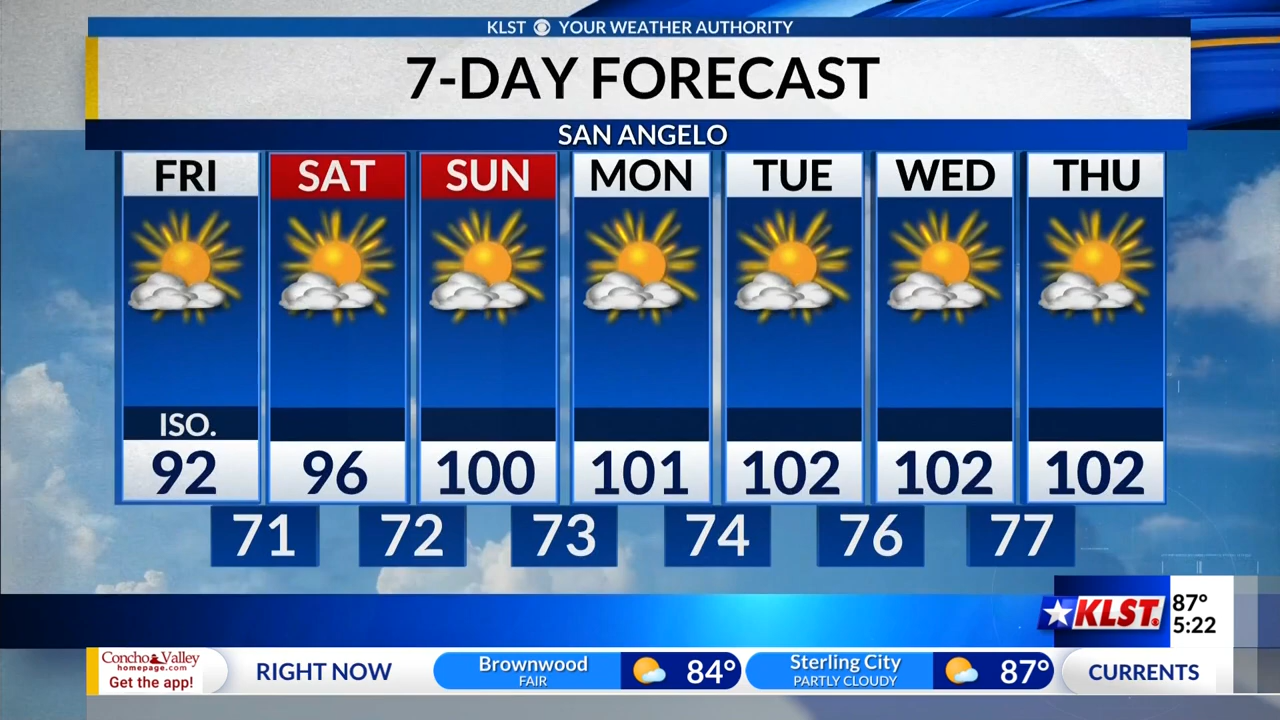 KLST YOUR WEATHER AUTHORITY
7-DAY FORECAST
SAN ANGELO
FRI SAT SUN MON TUE WED THU
ISO.
92 96 100 101 102 102 102
71 72 73 74 76 77
KLST
87°
5:22
Concho Valley
homepage.com
Get the app!
RIGHT NOW
Brownwood
FAIR
84°
Sterling City
PARTLY CLOUDY
87°
CURRENTS